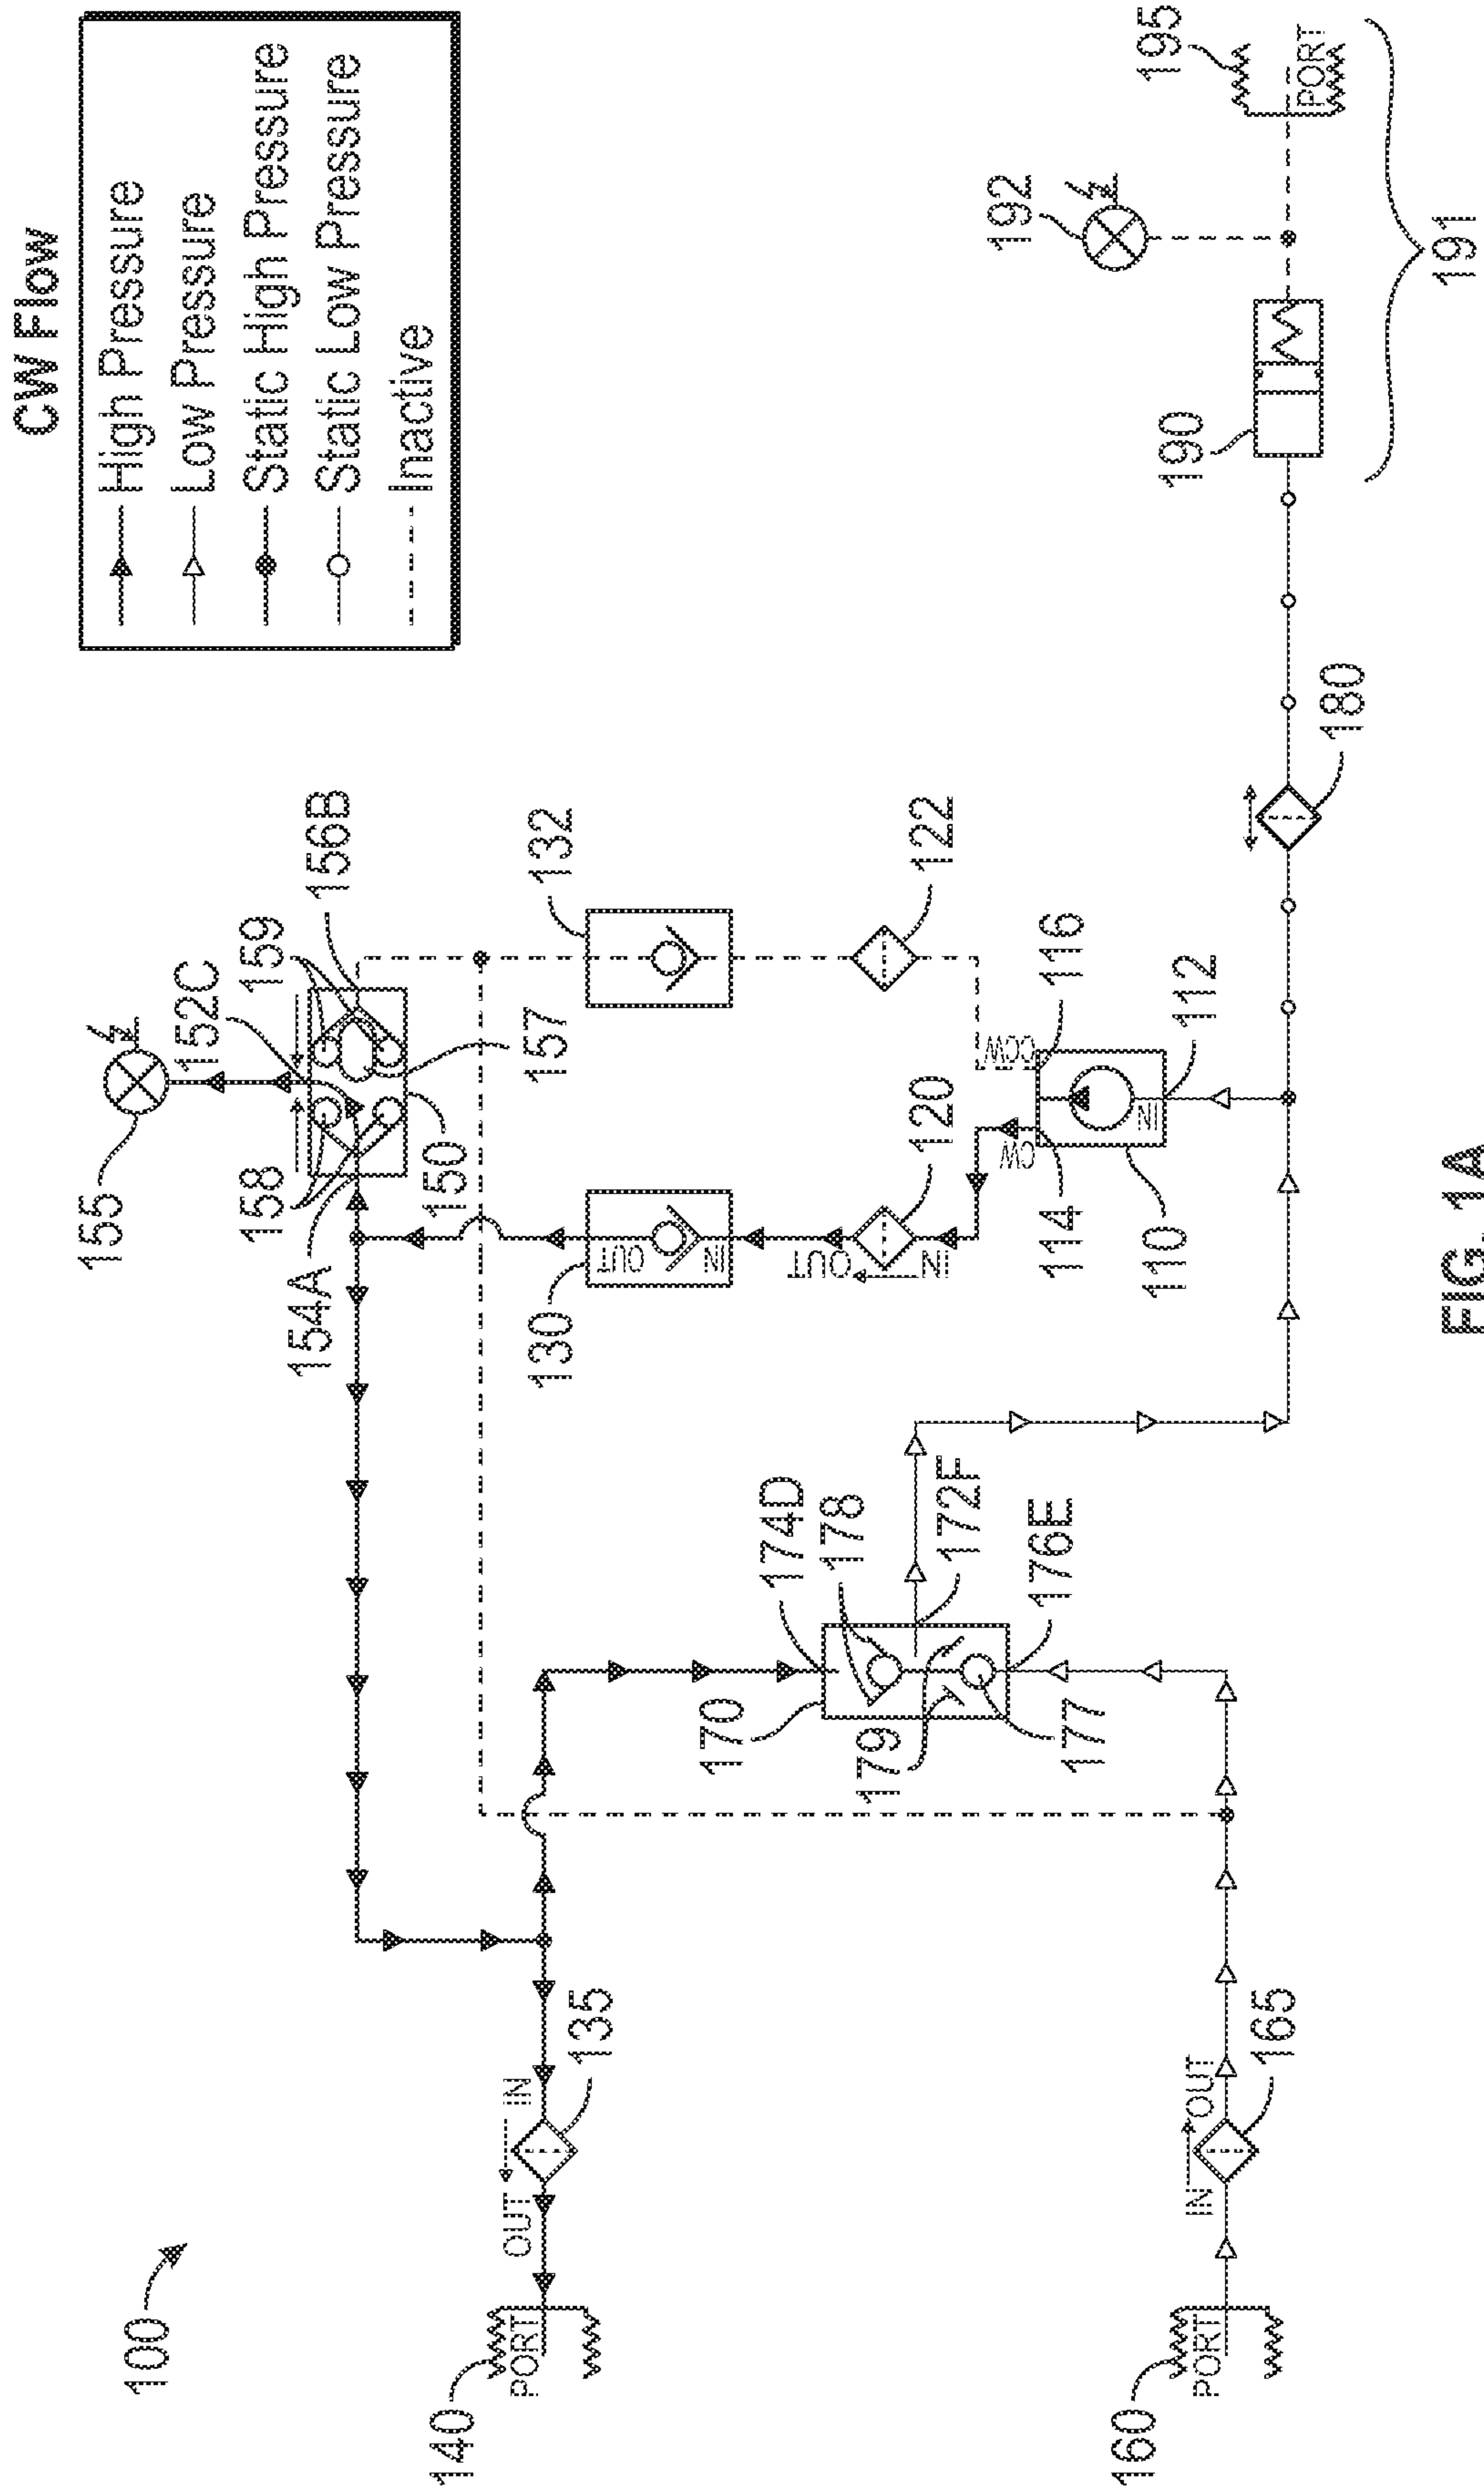 CW Flow
High Pressure
Low Pressure
Static High Pressure
Static Low Pressure
Inactive
100
155
152C
159
156B
158
154A
150
157
130
OUT
IN
132
120
OUT
IN
122
CW
CCW
IN
114
116
110
112
140
PORT
OUT
IN
135
170
174D
178
172F
176E
179
177
160
PORT
IN
OUT
165
180
190
192
195
PORT
191
FIG. 1A